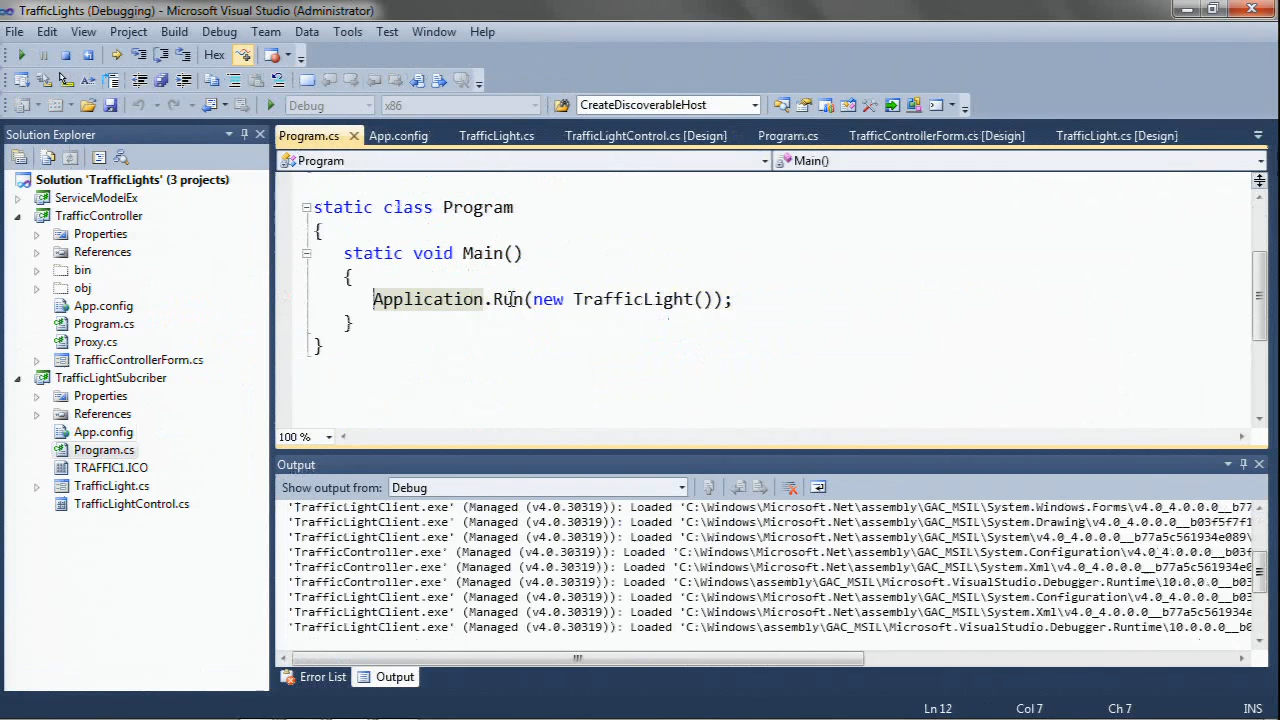 TrafficLights (Debugging) - Microsoft Visual Studio (Administrator)
File Edit View Project Build Debug Team Data Tools Test Window Help
Hex
Debug x86 CreateDiscoverableHost
Solution Explorer
Program.cs App.config TrafficLight.cs TrafficLightControl.cs [Design] Program.cs TrafficControllerForm.cs [Design] TrafficLight.cs [Design]
Program Main()
Solution 'TrafficLights' (3 projects)
ServiceModelEx
TrafficController
Properties
References
bin
obj
App.config
Program.cs
Proxy.cs
TrafficControllerForm.cs
TrafficLightSubcriber
Properties
References
App.config
Program.cs
TRAFFIC1.ICO
TrafficLight.cs
TrafficLightControl.cs
static class Program
{
static void Main()
{
Application.Run(new TrafficLight());
}
}
100 %
Output
Show output from: Debug
'TrafficLightClient.exe' (Managed (v4.0.30319)): Loaded 'C:\Windows\Microsoft.Net\assembly\GAC_MSIL\System.Windows.Forms\v4.0_4.0.0.0__b77
'TrafficLightClient.exe' (Managed (v4.0.30319)): Loaded 'C:\Windows\Microsoft.Net\assembly\GAC_MSIL\System.Drawing\v4.0_4.0.0.0__b03f5f7f1
'TrafficLightClient.exe' (Managed (v4.0.30319)): Loaded 'C:\Windows\Microsoft.Net\assembly\GAC_MSIL\System\v4.0_4.0.0.0__b77a5c561934e089\
'TrafficController.exe' (Managed (v4.0.30319)): Loaded 'C:\Windows\Microsoft.Net\assembly\GAC_MSIL\System.Configuration\v4.0_4.0.0.0__b03f
'TrafficController.exe' (Managed (v4.0.30319)): Loaded 'C:\Windows\Microsoft.Net\assembly\GAC_MSIL\System.Xml\v4.0_4.0.0.0__b77a5c561934e0
'TrafficController.exe' (Managed (v4.0.30319)): Loaded 'C:\Windows\assembly\GAC_MSIL\Microsoft.VisualStudio.Debugger.Runtime\10.0.0.0__b03
'TrafficLightClient.exe' (Managed (v4.0.30319)): Loaded 'C:\Windows\Microsoft.Net\assembly\GAC_MSIL\System.Configuration\v4.0_4.0.0.0__b03
'TrafficLightClient.exe' (Managed (v4.0.30319)): Loaded 'C:\Windows\Microsoft.Net\assembly\GAC_MSIL\System.Xml\v4.0_4.0.0.0__b77a5c561934e
'TrafficLightClient.exe' (Managed (v4.0.30319)): Loaded 'C:\Windows\assembly\GAC_MSIL\Microsoft.VisualStudio.Debugger.Runtime\10.0.0.0__b0
Error List Output
Ln 12 Col 7 Ch 7 INS